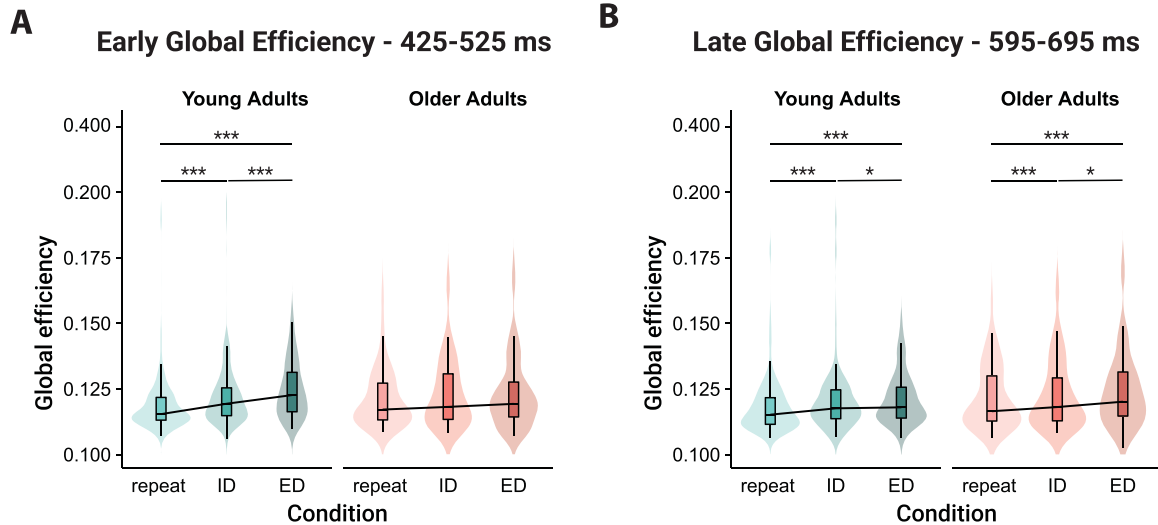 A
Early Global Efficiency - 425-525 ms
Young Adults
Older Adults
Global efficiency
0.400
0.200
0.175
0.150
0.125
0.100
***
***
***
repeat
ID
ED
repeat
ID
ED
Condition
B
Late Global Efficiency - 595-695 ms
Young Adults
Older Adults
Global efficiency
0.400
0.200
0.175
0.150
0.125
0.100
***
***
*
***
***
*
repeat
ID
ED
repeat
ID
ED
Condition